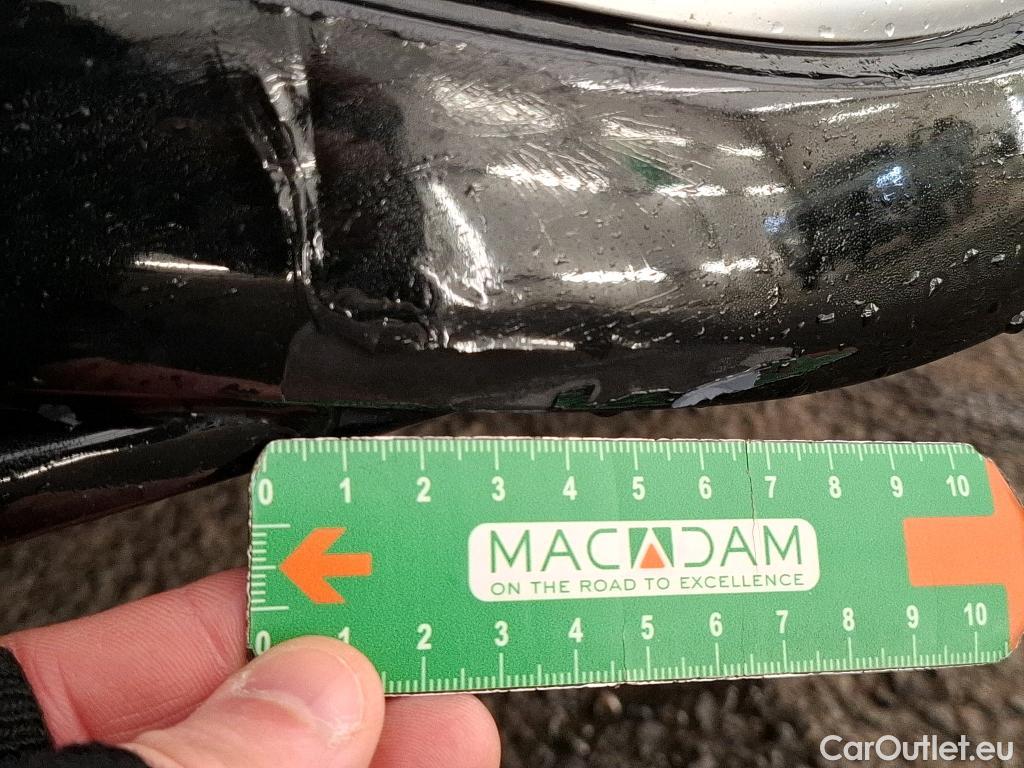 0 1 2 3 4 5 6 7 8 9 10
MACADAM
ON THE ROAD TO EXCELLENCE
0 1 2 3 4 5 6 7 8 9 10
CarOutlet.eu